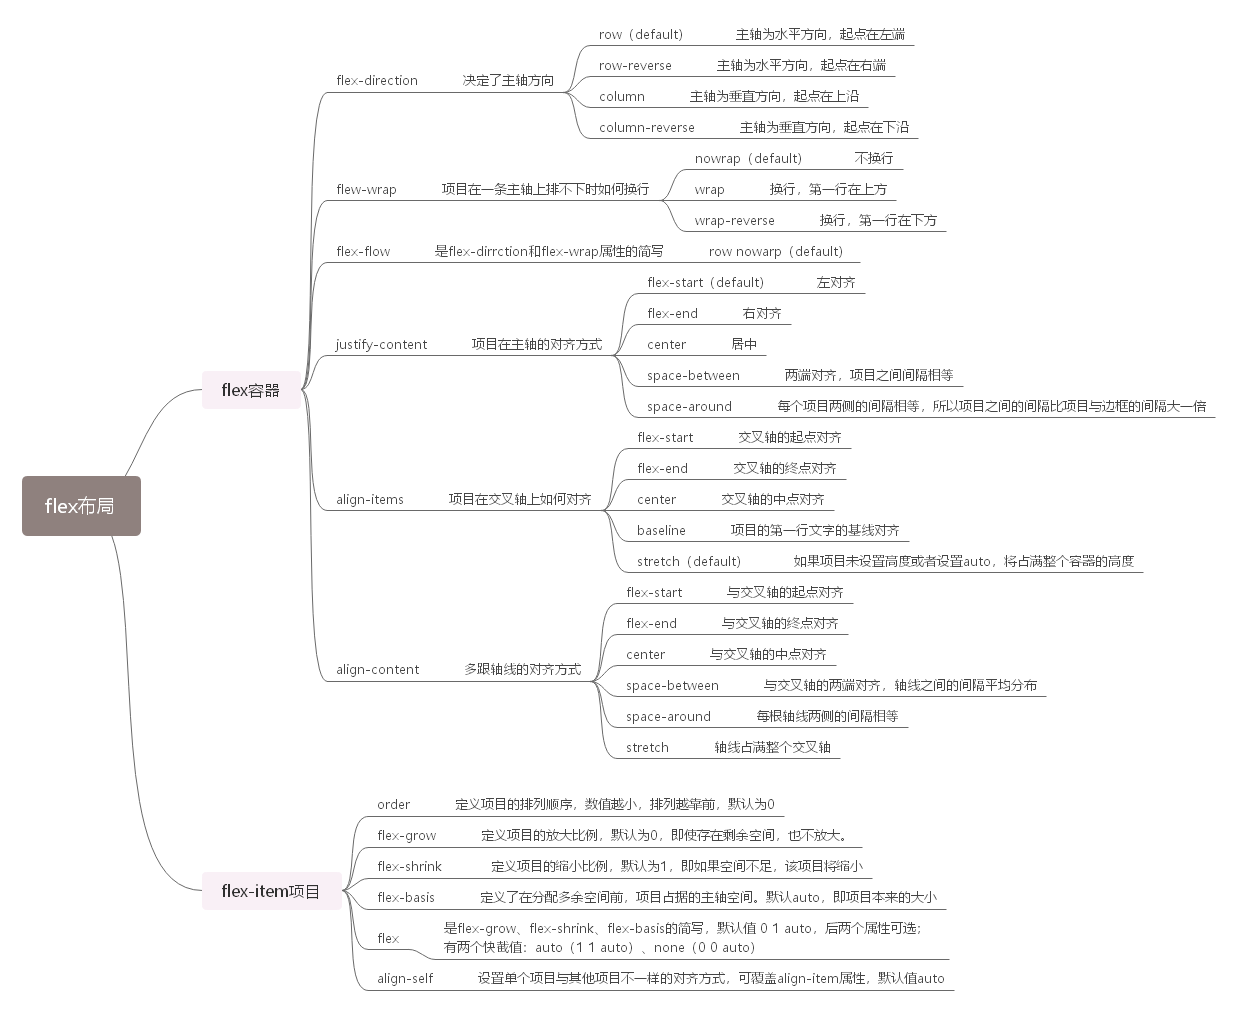 flex布局
flex容器
flex-direction 决定了主轴方向
row（default） 主轴为水平方向，起点在左端
row-reverse 主轴为水平方向，起点在右端
column 主轴为垂直方向，起点在上沿
column-reverse 主轴为垂直方向，起点在下沿
flew-wrap 项目在一条主轴上排不下时如何换行
nowrap（default） 不换行
wrap 换行，第一行在上方
wrap-reverse 换行，第一行在下方
flex-flow 是flex-dirrction和flex-wrap属性的简写 row nowarp（default）
justify-content 项目在主轴的对齐方式
flex-start（default） 左对齐
flex-end 右对齐
center 居中
space-between 两端对齐，项目之间间隔相等
space-around 每个项目两侧的间隔相等，所以项目之间的间隔比项目与边框的间隔大一倍
align-items 项目在交叉轴上如何对齐
flex-start 交叉轴的起点对齐
flex-end 交叉轴的终点对齐
center 交叉轴的中点对齐
baseline 项目的第一行文字的基线对齐
stretch（default） 如果项目未设置高度或者设置auto，将占满整个容器的高度
align-content 多跟轴线的对齐方式
flex-start 与交叉轴的起点对齐
flex-end 与交叉轴的终点对齐
center 与交叉轴的中点对齐
space-between 与交叉轴的两端对齐，轴线之间的间隔平均分布
space-around 每根轴线两侧的间隔相等
stretch 轴线占满整个交叉轴
flex-item项目
order 定义项目的排列顺序，数值越小，排列越靠前，默认为0
flex-grow 定义项目的放大比例，默认为0，即使存在剩余空间，也不放大。
flex-shrink 定义项目的缩小比例，默认为1，即如果空间不足，该项目将缩小
flex-basis 定义了在分配多余空间前，项目占据的主轴空间。默认auto，即项目本来的大小
flex 是flex-grow、flex-shrink、flex-basis的简写，默认值 0 1 auto，后两个属性可选；
有两个快截值：auto（1 1 auto）、none（0 0 auto）
align-self 设置单个项目与其他项目不一样的对齐方式，可覆盖align-item属性，默认值auto